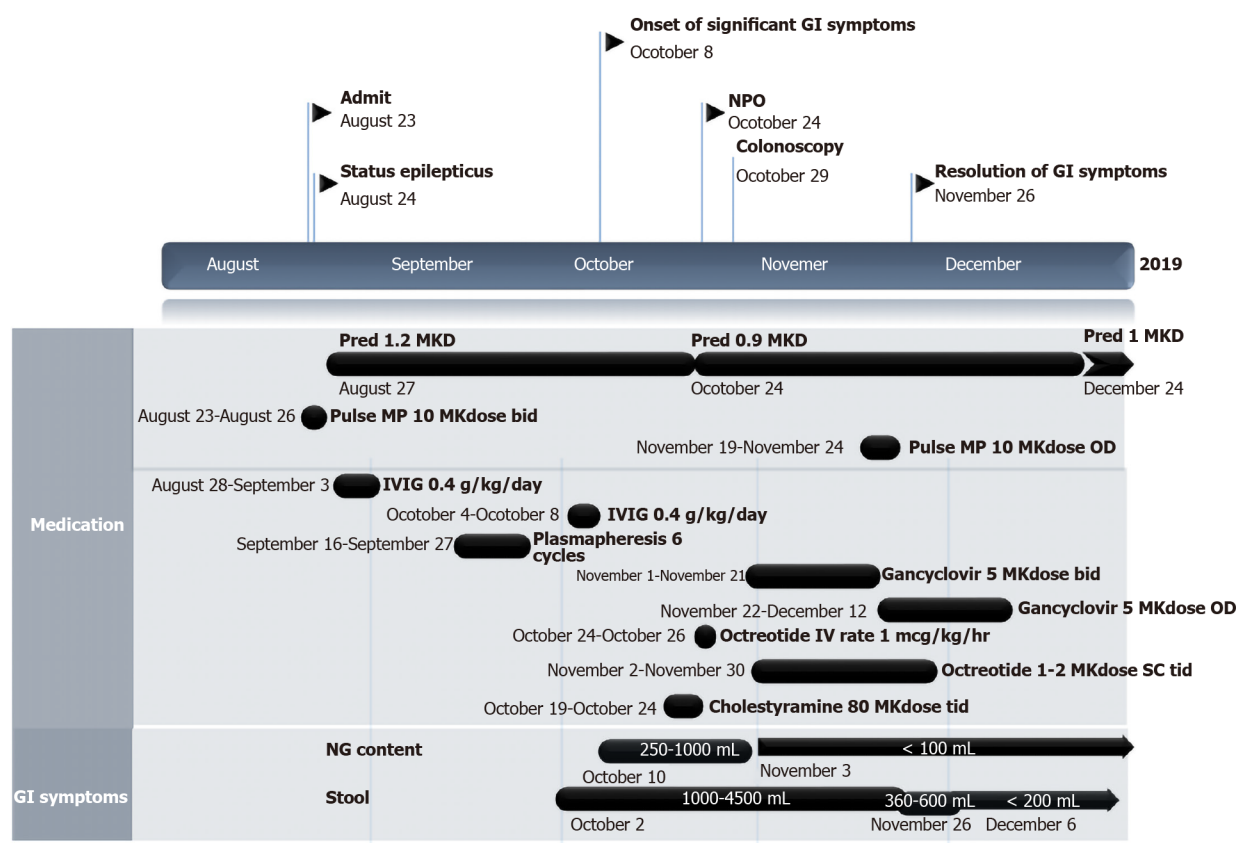 Onset of significant GI symptoms
Ocotober 8
Admit
August 23
NPO
Ocotober 24
Colonoscopy
Ocotober 29
Status epilepticus
August 24
Resolution of GI symptoms
November 26
August September October Novemer December 2019
Pred 1.2 MKD Pred 0.9 MKD Pred 1 MKD
August 27 Ocotober 24 December 24
August 23-August 26 Pulse MP 10 MKdose bid
November 19-November 24 Pulse MP 10 MKdose OD
Medication
August 28-September 3 IVIG 0.4 g/kg/day
Ocotober 4-Ocotober 8 IVIG 0.4 g/kg/day
September 16-September 27 Plasmapheresis 6
cycles
November 1-November 21 Gancyclovir 5 MKdose bid
November 22-December 12 Gancyclovir 5 MKdose OD
October 24-October 26 Octreotide IV rate 1 mcg/kg/hr
November 2-November 30 Octreotide 1-2 MKdose SC tid
October 19-October 24 Cholestyramine 80 MKdose tid
GI symptoms
NG content 250-1000 mL < 100 mL
October 10 November 3
Stool 1000-4500 mL 360-600 mL < 200 mL
October 2 November 26 December 6